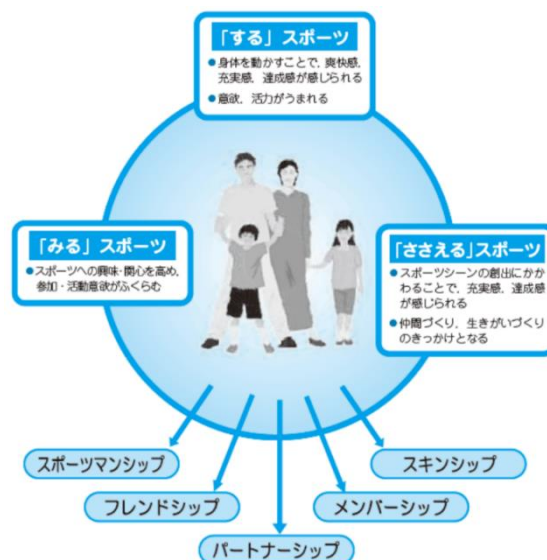 「する」スポーツ
●身体を動かすことで、爽快感、
充実感、達成感が感じられる
●意欲、活力がうまれる
「みる」スポーツ
●スポーツへの興味・関心を高め、
参加・活動意欲がふくらむ
「ささえる」スポーツ
●スポーツシーンの創出にかか
わることで、充実感、達成感
が感じられる
●仲間づくり、生きがいづくり
のきっかけとなる
スポーツマンシップ
スキンシップ
フレンドシップ
メンバーシップ
パートナーシップ